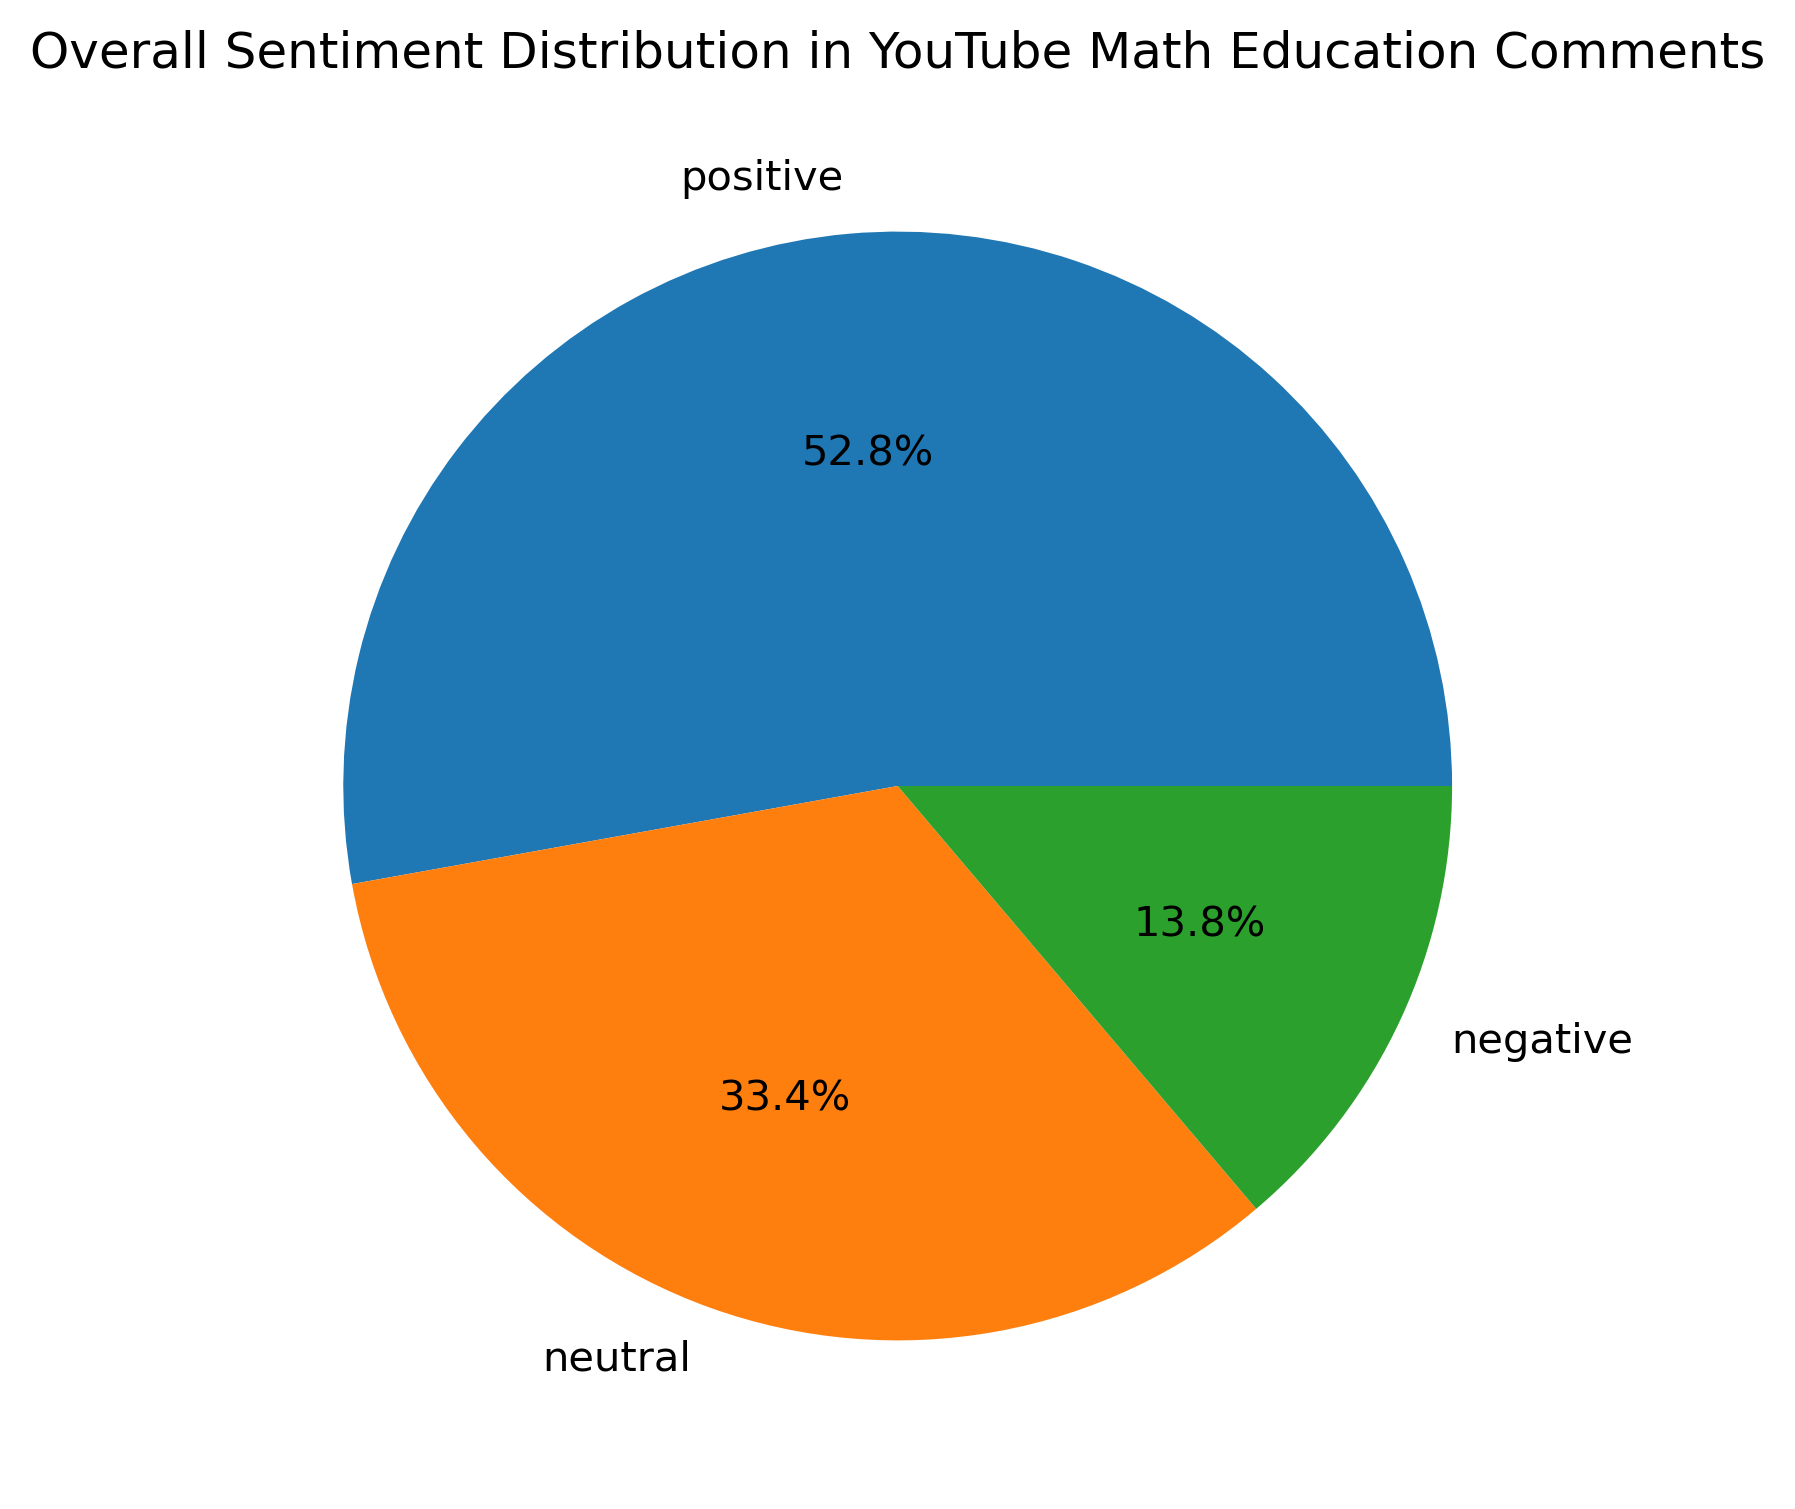 Overall Sentiment Distribution in YouTube Math Education Comments
positive
52.8%
13.8%
negative
33.4%
neutral